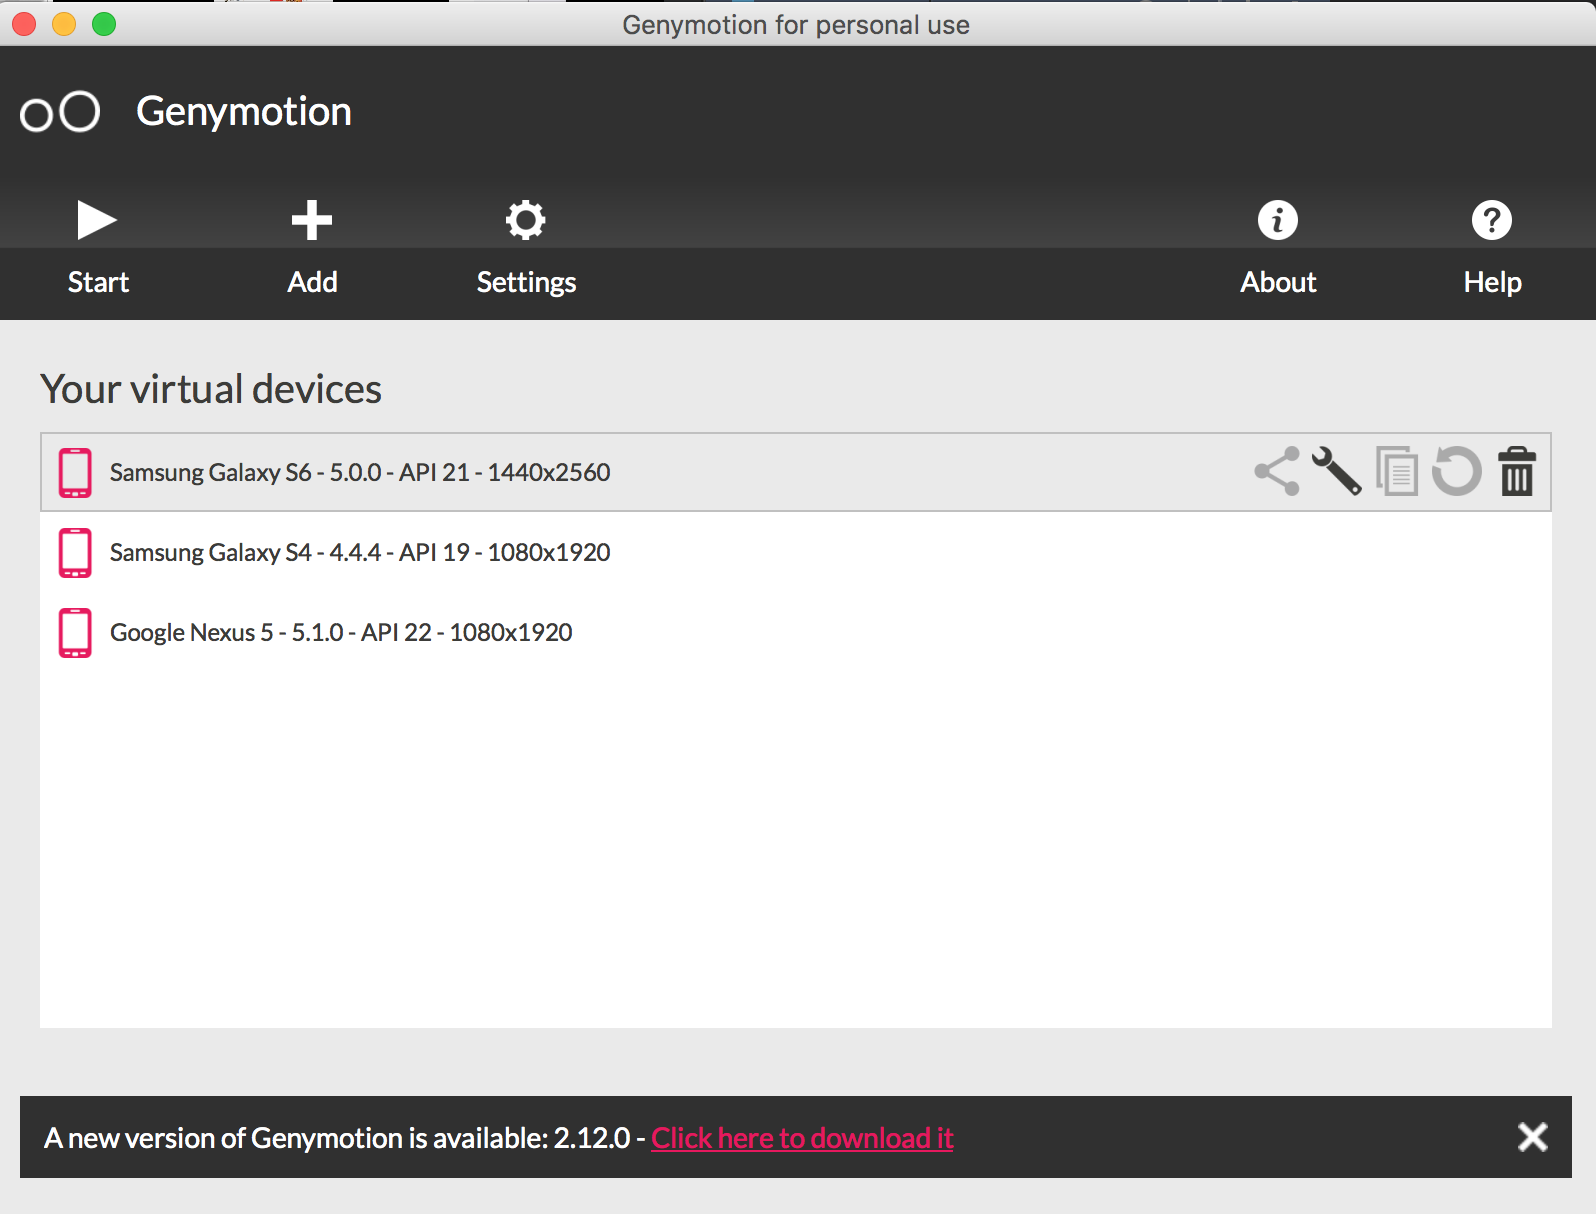 Genymotion for personal use
Genymotion
Start Add Settings About Help
Your virtual devices
Samsung Galaxy S6 - 5.0.0 - API 21 - 1440x2560
Samsung Galaxy S4 - 4.4.4 - API 19 - 1080x1920
Google Nexus 5 - 5.1.0 - API 22 - 1080x1920
A new version of Genymotion is available: 2.12.0 - Click here to download it